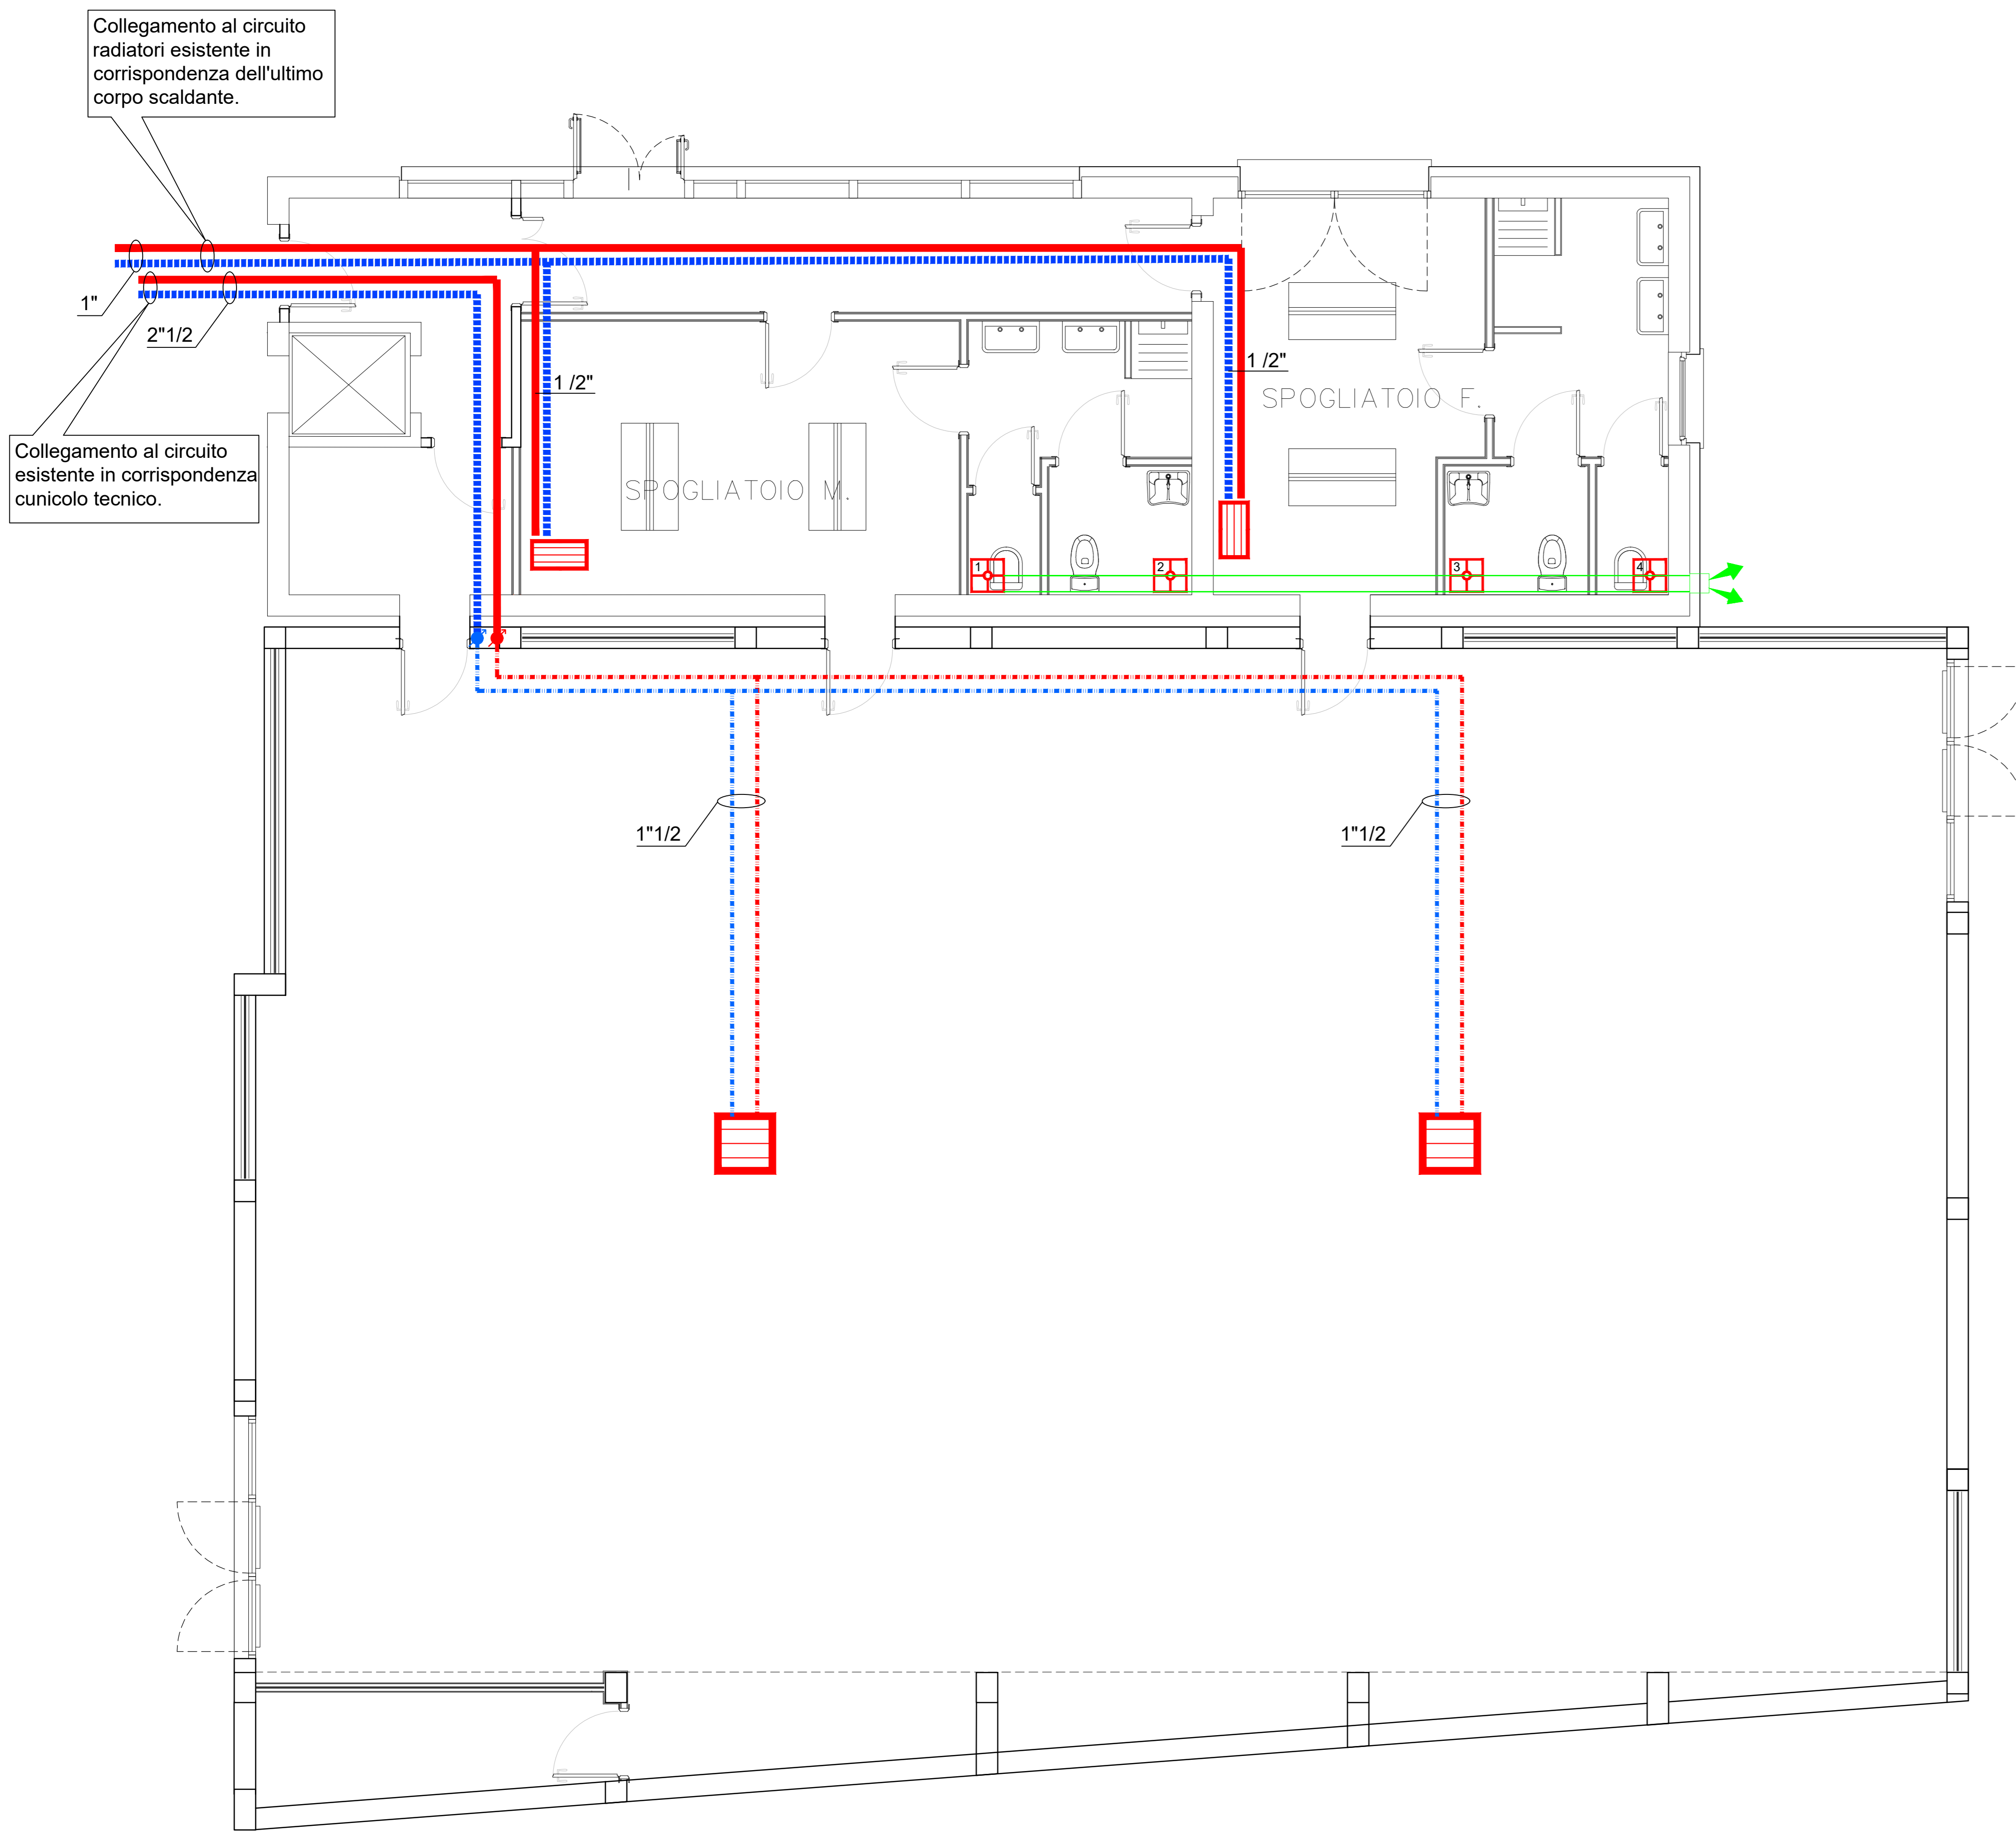 Collegamento al circuito
radiatori esistente in
corrispondenza dell'ultimo
corpo scaldante.
1"
2"1/2
1 /2"
1 /2"
SPOGLIATOIO F.
Collegamento al circuito
esistente in corrispondenza
cunicolo tecnico.
SPOGLIATOIO M.
1
2
3
4
1"1/2
1"1/2